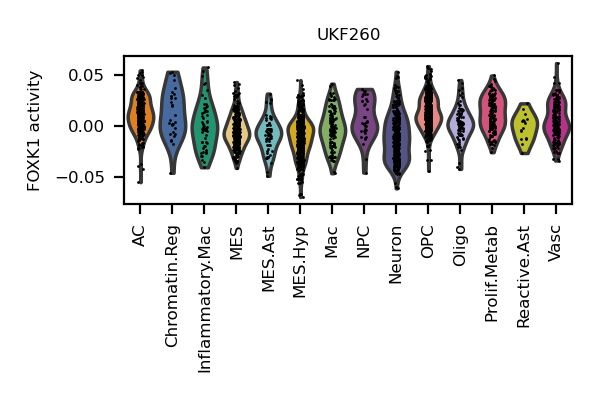 UKF260
FOXK1 activity
0.05
0.00
−0.05
AC
Chromatin.Reg
Inflammatory.Mac
MES
MES.Ast
MES.Hyp
Mac
NPC
Neuron
OPC
Oligo
Prolif.Metab
Reactive.Ast
Vasc